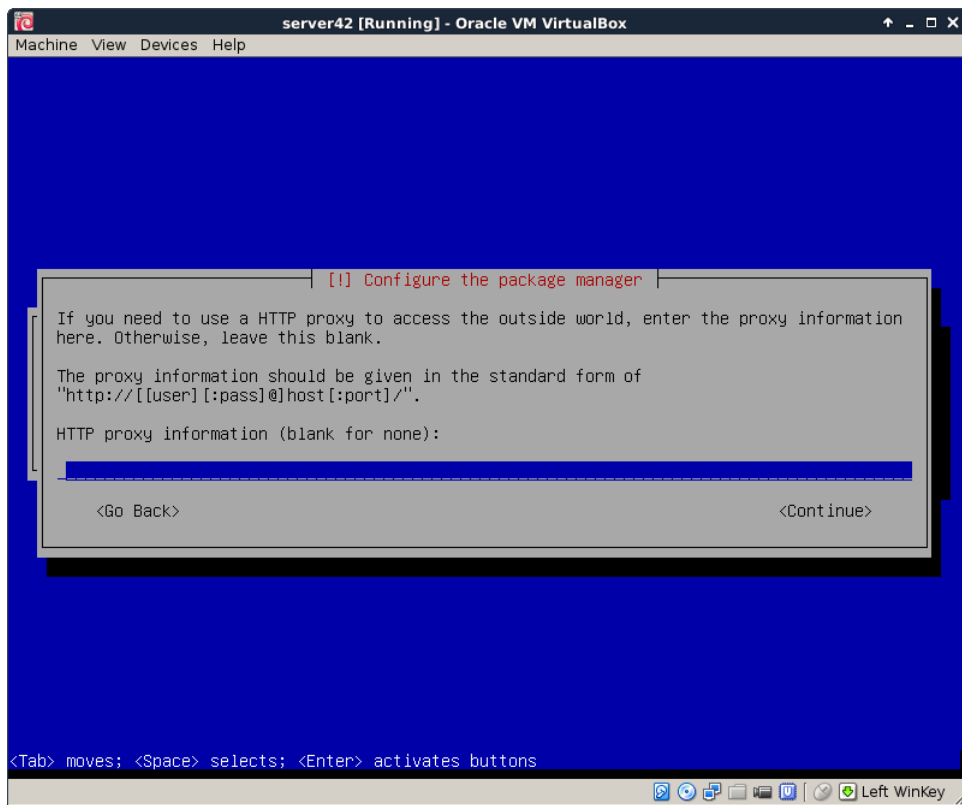 server42 [Running] - Oracle VM VirtualBox
Machine View Devices Help
[!] Configure the package manager
If you need to use a HTTP proxy to access the outside world, enter the proxy information
here. Otherwise, leave this blank.
The proxy information should be given in the standard form of
"http://[[user][:pass]@]host[:port]/".
HTTP proxy information (blank for none):
<Go Back> <Continue>
<Tab> moves; <Space> selects; <Enter> activates buttons
Left WinKey